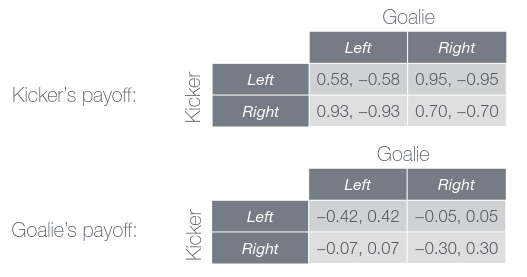 Goalie
Left Right
Kicker's payoff:
Kicker
Left 0.58, –0.58 0.95, –0.95
Right 0.93, –0.93 0.70, –0.70
Goalie
Left Right
Goalie's payoff:
Kicker
Left –0.42, 0.42 –0.05, 0.05
Right –0.07, 0.07 –0.30, 0.30